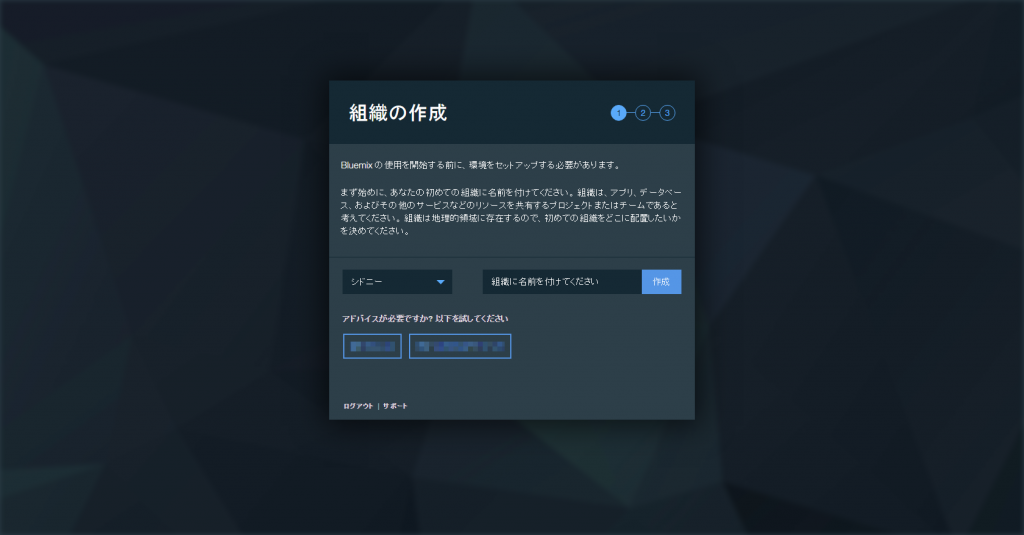 組織の作成
1 2 3
Bluemix の使用を開始する前に、環境をセットアップする必要があります。
まず始めに、あなたの初めての組織に名前を付けてください。組織は、アプリ、データベー
ス、およびその他のサービスなどのリソースを共有するプロジェクトまたはチームであると
考えてください。組織は地理的領域に存在するので、初めての組織をどこに配置したいか
を決めてください。
シドニー 組織に名前を付けてください 作成
アドバイスが必要ですか? 以下を試してください
ログアウト | サポート